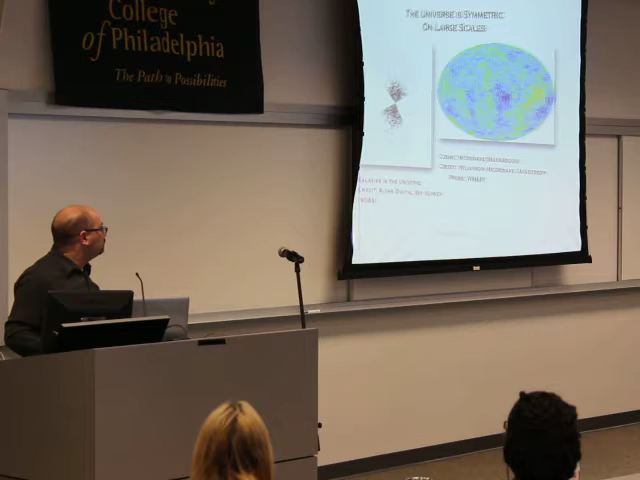 College
of Philadelphia
The Path to Possibilities
THE UNIVERSE IS SYMMETRIC
ON LARGE SCALES
COSMIC MICROWAVE BACKGROUND
CREDIT: WILKINSON MICROWAVE ANISOTROPY
PROBE (WMAP)
GALAXIES IN THE UNIVERSE
CREDIT: SLOAN DIGITAL SKY SURVEY
(SDSS)